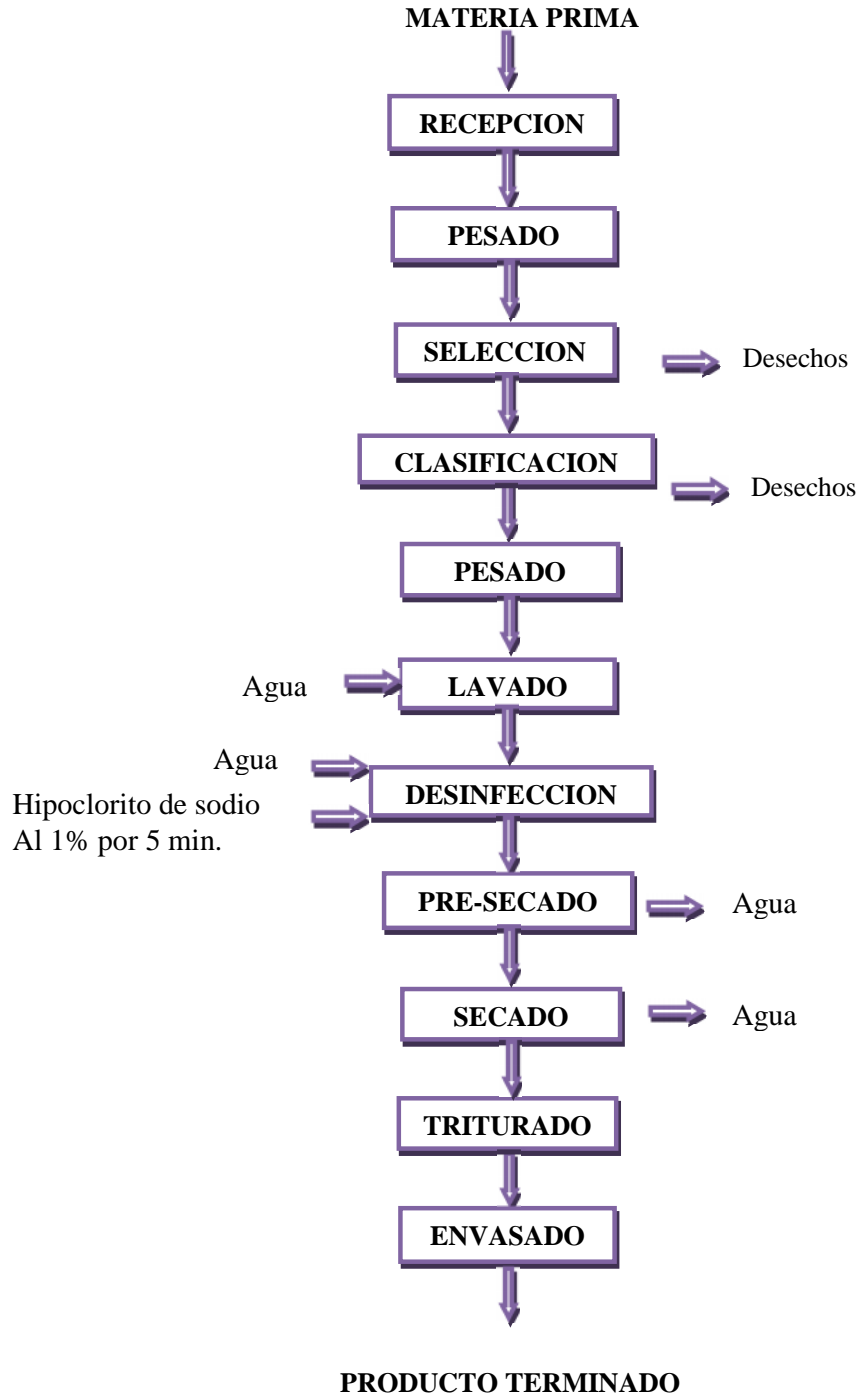 MATERIA PRIMA
RECEPCION
PESADO
SELECCION
Desechos
CLASIFICACION
Desechos
PESADO
Agua
LAVADO
Agua
Hipoclorito de sodio
Al 1% por 5 min.
DESINFECCION
PRE-SECADO
Agua
SECADO
Agua
TRITURADO
ENVASADO
PRODUCTO TERMINADO